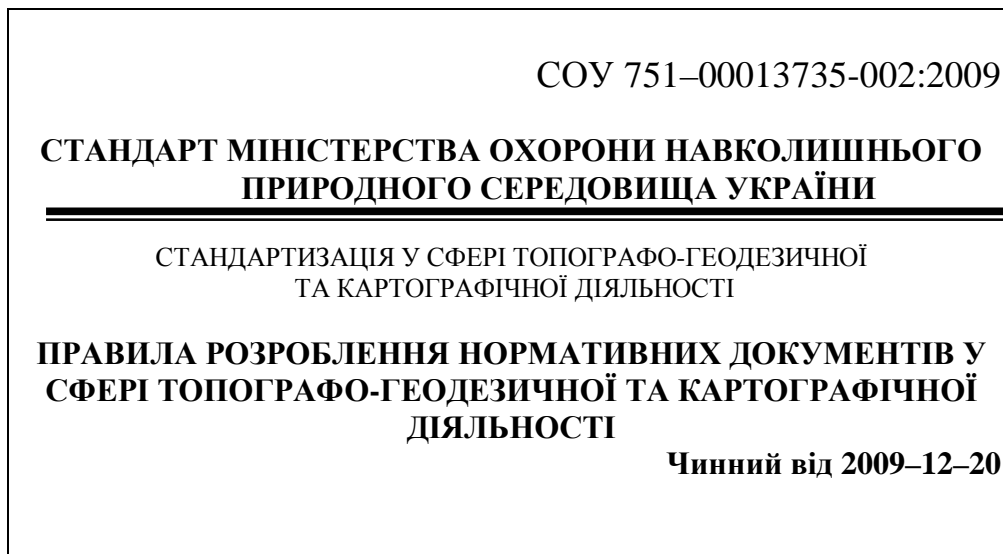 СОУ 751–00013735-002:2009
СТАНДАРТ МІНІСТЕРСТВА ОХОРОНИ НАВКОЛИШНЬОГО
ПРИРОДНОГО СЕРЕДОВИЩА УКРАЇНИ
СТАНДАРТИЗАЦІЯ У СФЕРІ ТОПОГРАФО-ГЕОДЕЗИЧНОЇ
ТА КАРТОГРАФІЧНОЇ ДІЯЛЬНОСТІ
ПРАВИЛА РОЗРОБЛЕННЯ НОРМАТИВНИХ ДОКУМЕНТІВ У
СФЕРІ ТОПОГРАФО-ГЕОДЕЗИЧНОЇ ТА КАРТОГРАФІЧНОЇ
ДІЯЛЬНОСТІ
Чинний від 2009–12–20